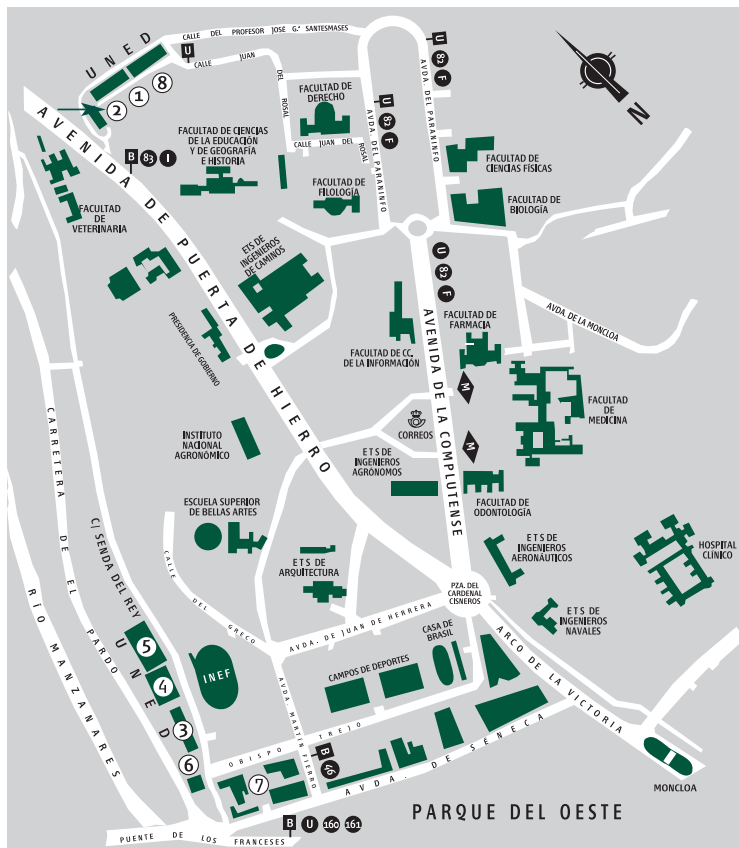 CALLE DEL PROFESOR JOSÉ Gª SANTESMASES
UNED
U
CALLE JUAN DEL ROSAL
U
82
F
AVDA. DEL PARANINFO
N
1
8
2
FACULTAD DE
DERECHO
U
82
F
AVDA. DEL PARANINFO
CALLE JUAN DEL ROSAL
AVENIDA DE PUERTA DE HIERRO
B
83
I
FACULTAD DE CIENCIAS
DE LA EDUCACIÓN
Y DE GEOGRAFÍA
E HISTORIA
FACULTAD DE
CIENCIAS FÍSICAS
FACULTAD DE
FILOLOGÍA
FACULTAD DE
BIOLOGÍA
FACULTAD
DE
VETERINARIA
ETS DE
INGENIEROS
DE CAMINOS
U
82
F
AVENIDA DE LA COMPLUTENSE
AVDA. DE LA MONCLOA
PRESIDENCIA DE GOBIERNO
FACULTAD DE
FARMACIA
FACULTAD DE CC.
DE LA INFORMACIÓN
M
FACULTAD
DE
MEDICINA
CORREOS
M
INSTITUTO
NACIONAL
AGRONÓMICO
E T S DE
INGENIEROS
AGRÓNOMOS
FACULTAD DE
ODONTOLOGÍA
CARRETERA DE EL PARDO
ESCUELA SUPERIOR
DE BELLAS ARTES
E T S DE
INGENIEROS
AERONÁUTICOS
HOSPITAL
CLÍNICO
E T S DE
ARQUITECTURA
C/ SENDA DEL REY
CALLE DEL GRECO
PZA. DEL
CARDENAL
CISNEROS
RÍO MANZANARES
E T S DE
INGENIEROS
NAVALES
AVDA. DE JUAN DE HERRERA
CASA DE
BRASIL
ARCO DE LA VICTORIA
UNED
5
4
3
6
INEF
CAMPOS DE DEPORTES
AVDA. MARTÍN FIERRO
OBISPO TREJO
B
46
7
AVDA. DE SÉNECA
MONCLOA
PARQUE DEL OESTE
B
U
160
161
PUENTE DE LOS FRANCESES